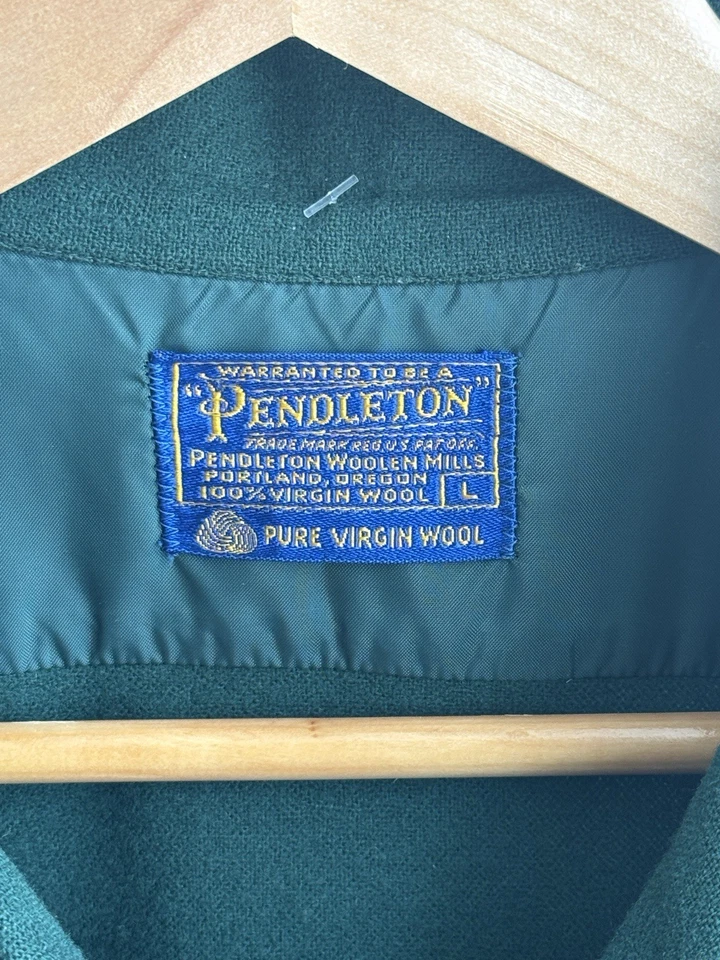 WARRANTED TO BE A
"PENDLETON"
TRADE MARK REG U.S. PAT. OFF.
PENDLETON WOOLEN MILLS
PORTLAND, OREGON
100% VIRGIN WOOL L
PURE VIRGIN WOOL